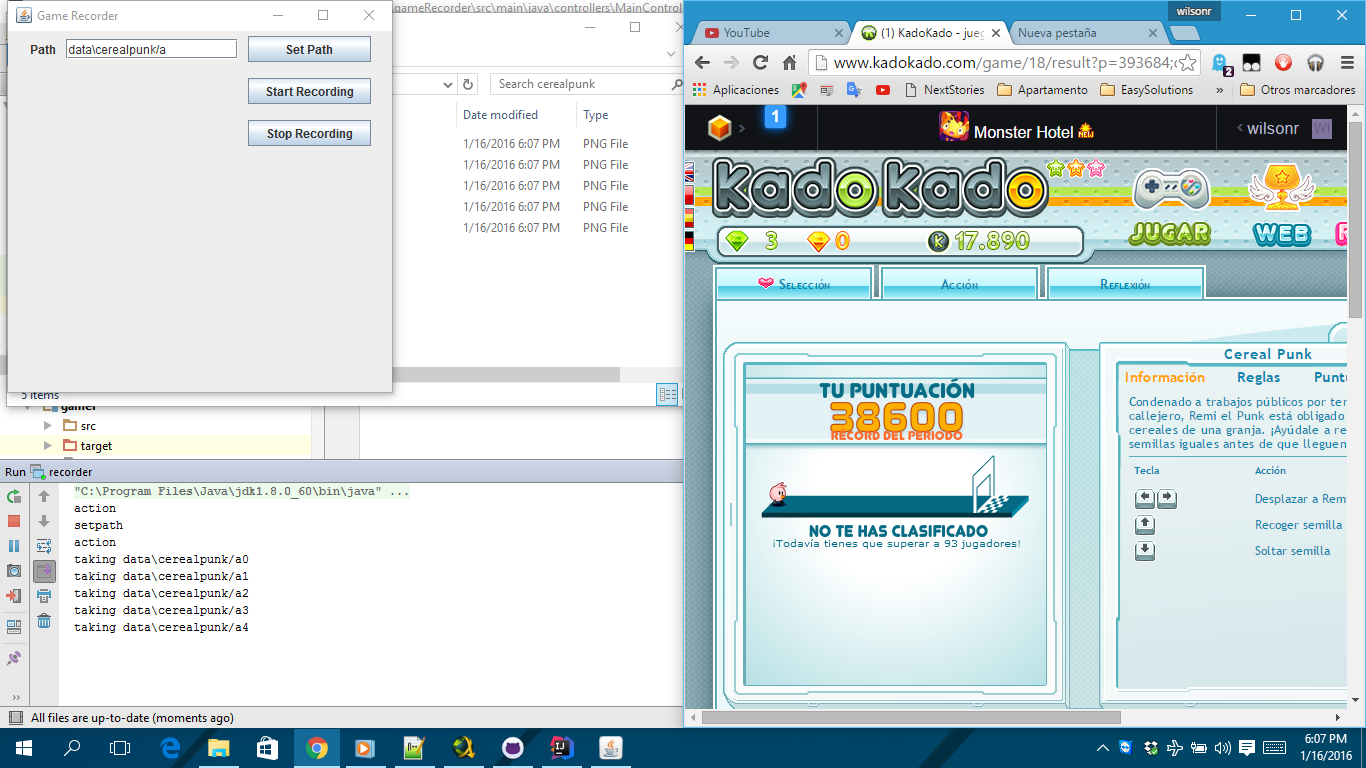 Game Recorder
Path
data\cerealpunk/a
Set Path
Start Recording
Stop Recording
gameRecorder\src\main\java\controllers\MainControl
Search cerealpunk
Date modified
Type
1/16/2016 6:07 PM
PNG File
1/16/2016 6:07 PM
PNG File
1/16/2016 6:07 PM
PNG File
1/16/2016 6:07 PM
PNG File
1/16/2016 6:07 PM
PNG File
5 items
src
target
Run
recorder
"C:\Program Files\Java\jdk1.8.0_60\bin\java" ...
action
setpath
action
taking data\cerealpunk/a0
taking data\cerealpunk/a1
taking data\cerealpunk/a2
taking data\cerealpunk/a3
taking data\cerealpunk/a4
All files are up-to-date (moments ago)
wilsonr
YouTube
(1) KadoKado - jueg
Nueva pestaña
www.kadokado.com/game/18/result?p=393684;
2
Aplicaciones
NextStories
Apartamento
EasySolutions
»
Otros marcadores
1
Monster Hotel
NEW
wilsonr
WI
KadoKado
3
0
K
17.890
JUGAR
WEB
Selección
Acción
Reflexión
TU PUNTUACIÓN
38600
RECORD DEL PERIODO
NO TE HAS CLASIFICADO
¡Todavía tienes que superar a 93 jugadores!
Cereal Punk
Información
Reglas
Puntu
Condenado a trabajos públicos por ter
callejero, Remi el Punk está obligado
cereales de una granja. ¡Ayúdale a re
semillas iguales antes de que lleguen
Tecla
Acción
Desplazar a Rem
Recoger semilla
Soltar semilla
6:07 PM
1/16/2016